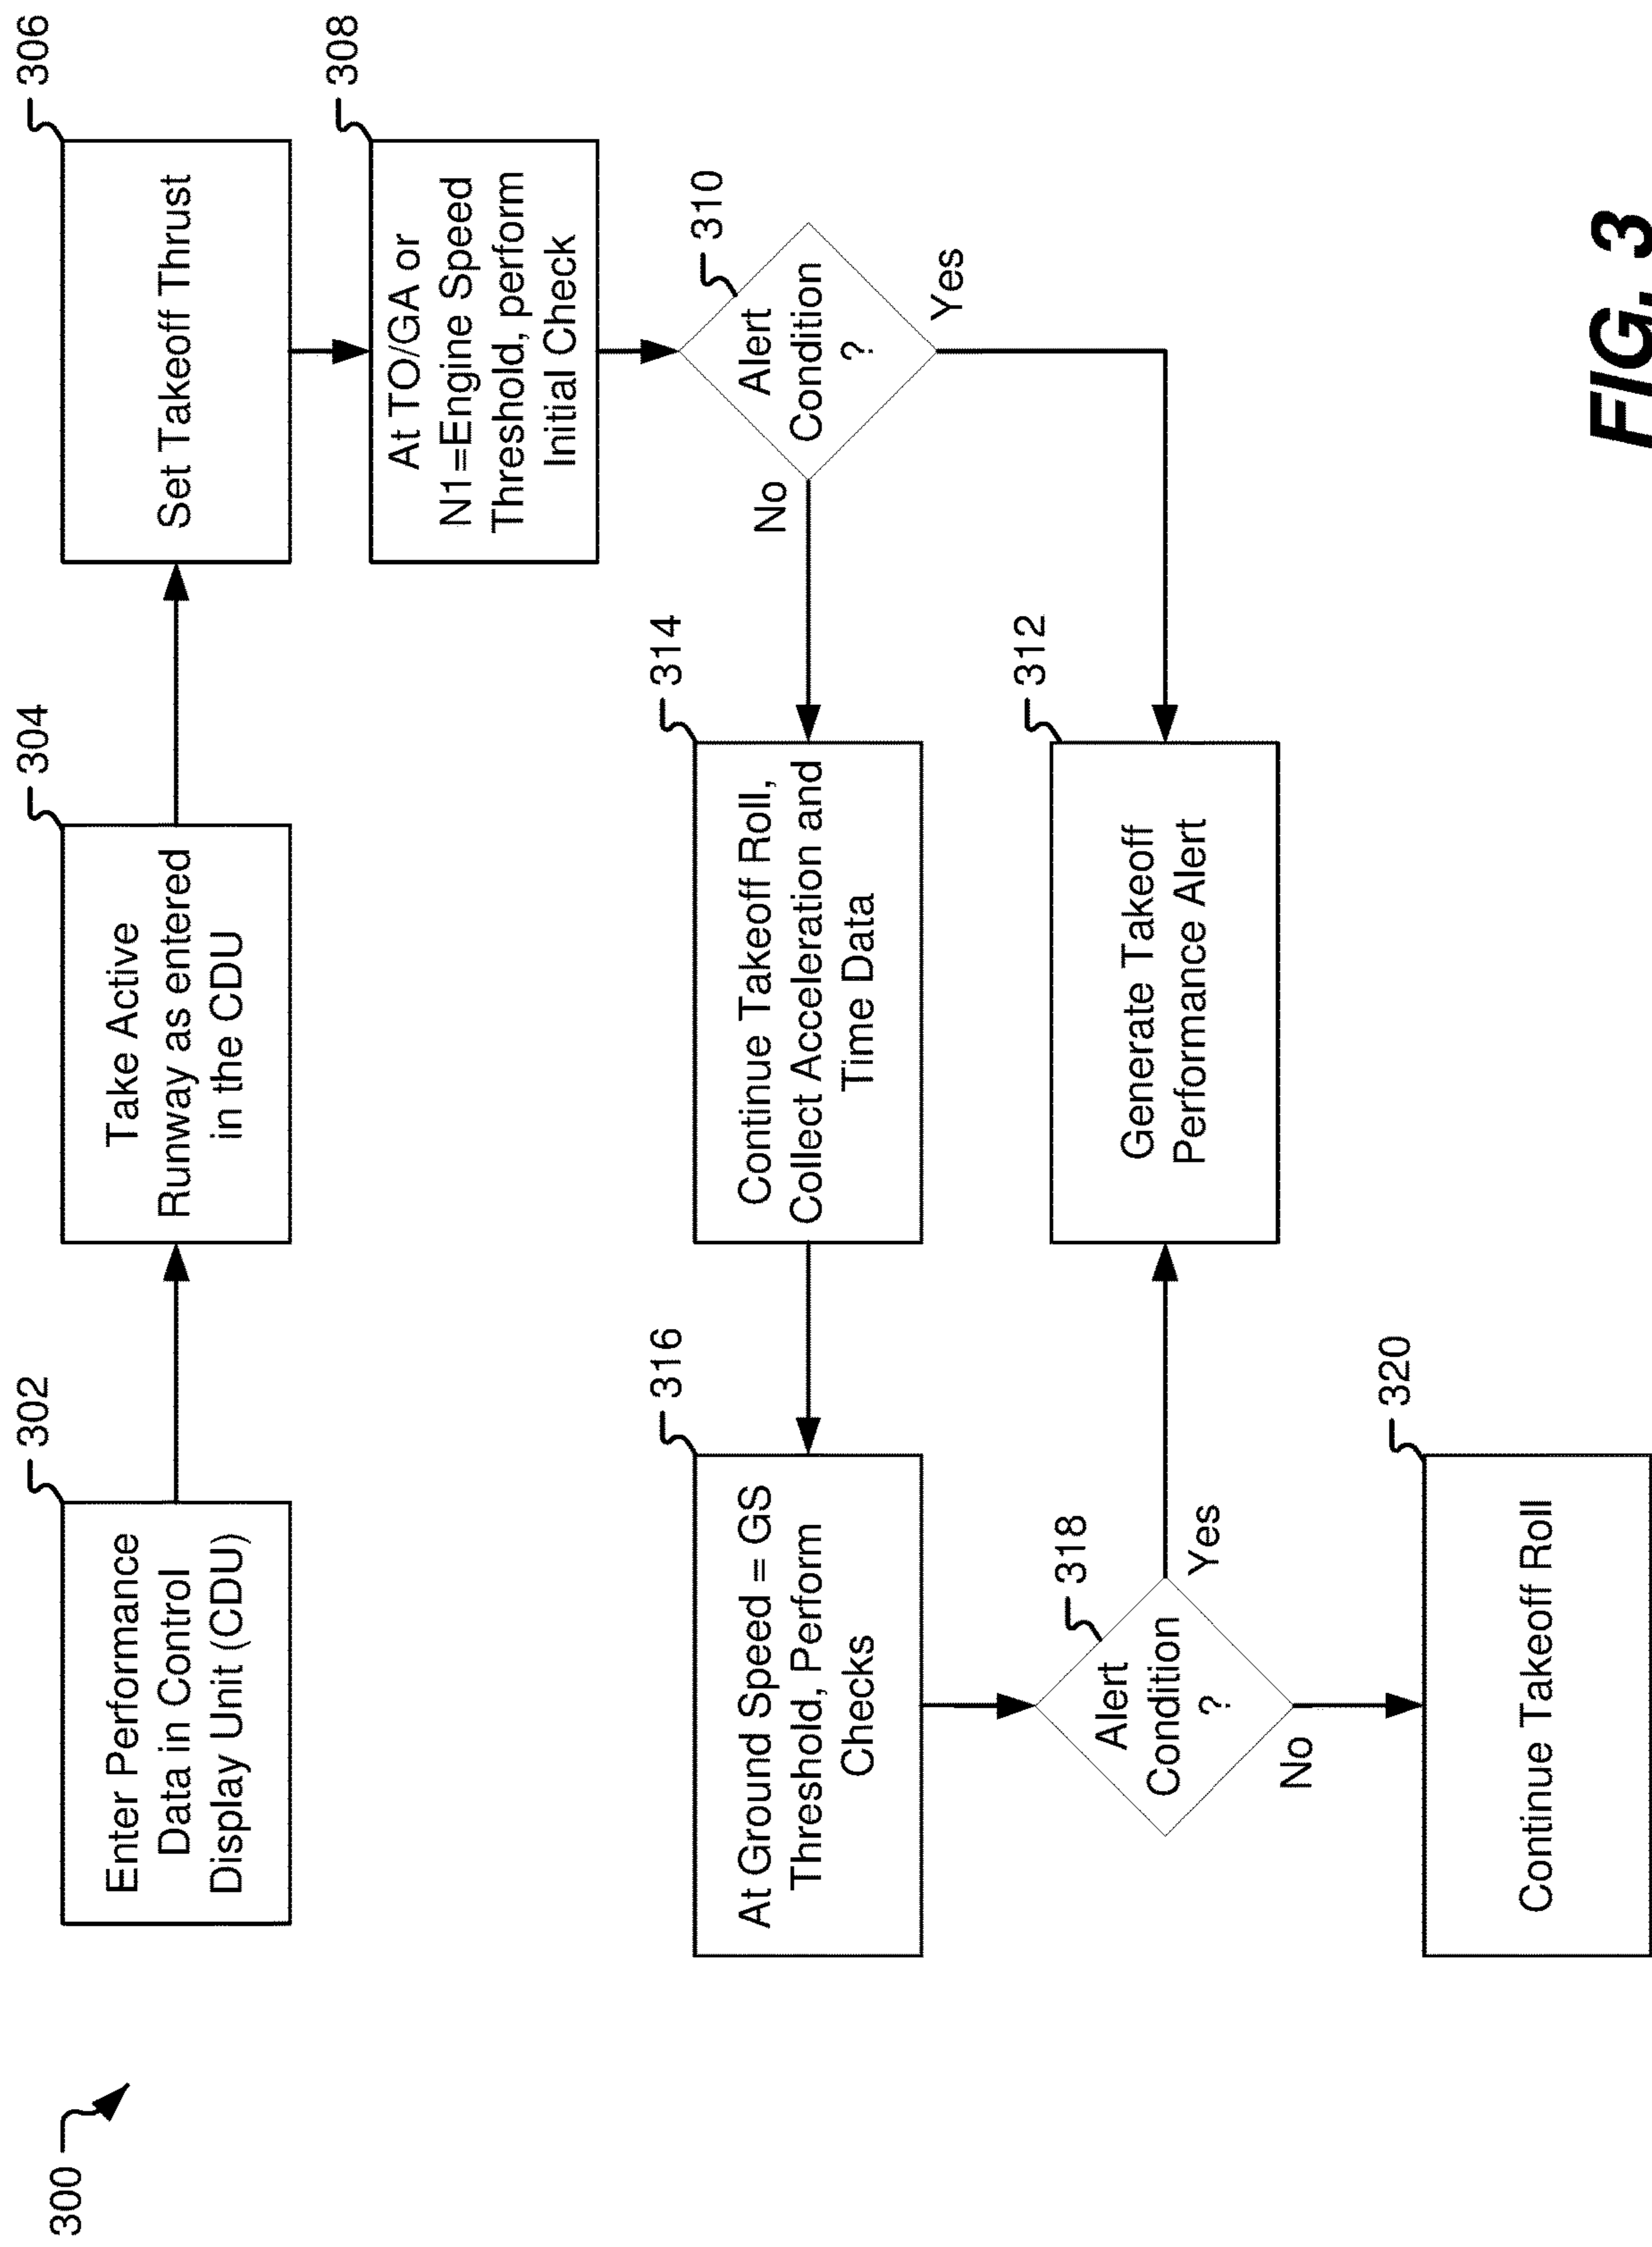 300
302
Enter Performance
Data in Control
Display Unit (CDU)
304
Take Active
Runway as entered
in the CDU
306
Set Takeoff Thrust
308
At TO/GA or
N1=Engine Speed
Threshold, perform
Initial Check
310
Alert
Condition
?
No
Yes
314
Continue Takeoff Roll,
Collect Acceleration and
Time Data
316
At Ground Speed = GS
Threshold, Perform
Checks
318
Alert
Condition
?
Yes
No
312
Generate Takeoff
Performance Alert
320
Continue Takeoff Roll
FIG. 3